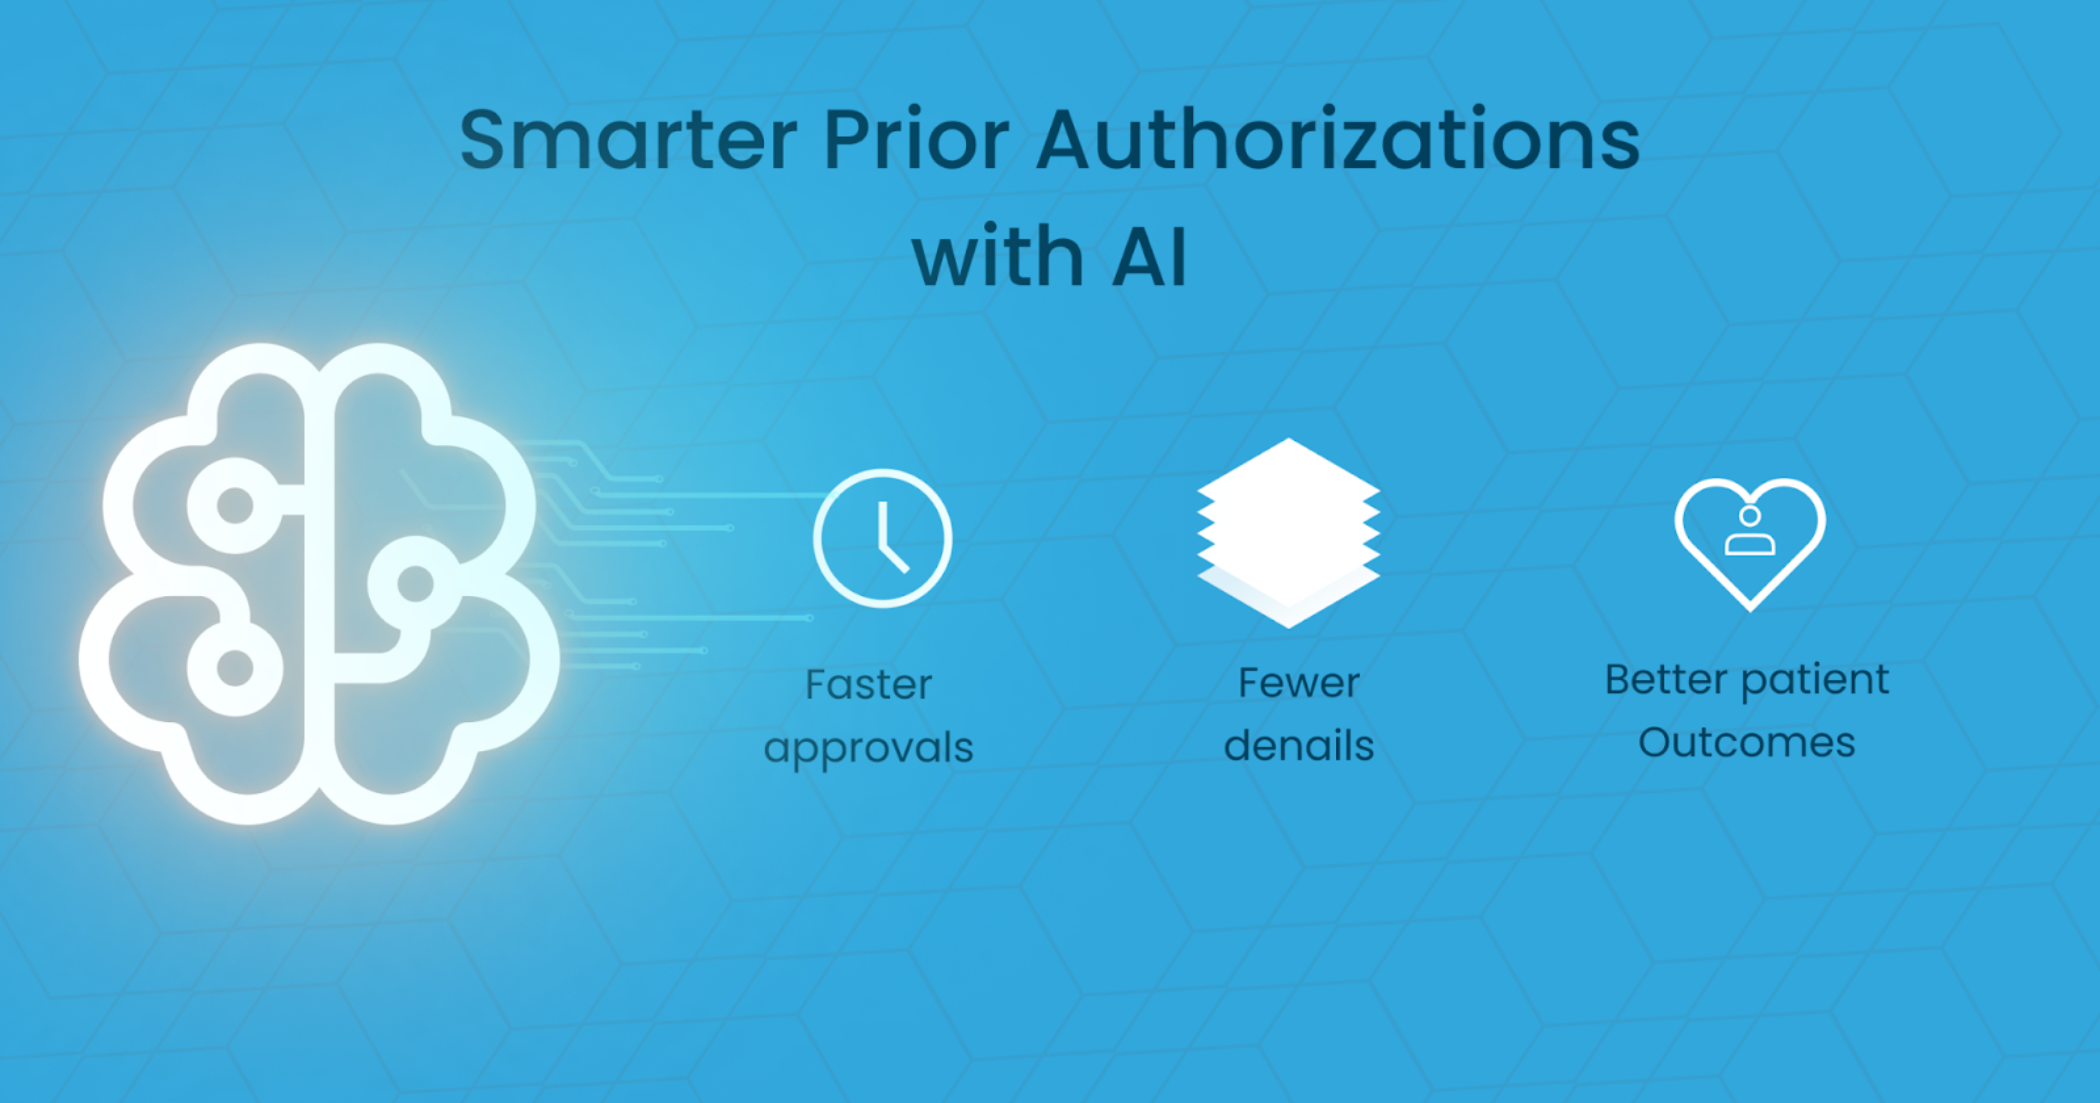 Smarter Prior Authorizations
with AI
Faster
approvals
Fewer
denails
Better patient
Outcomes